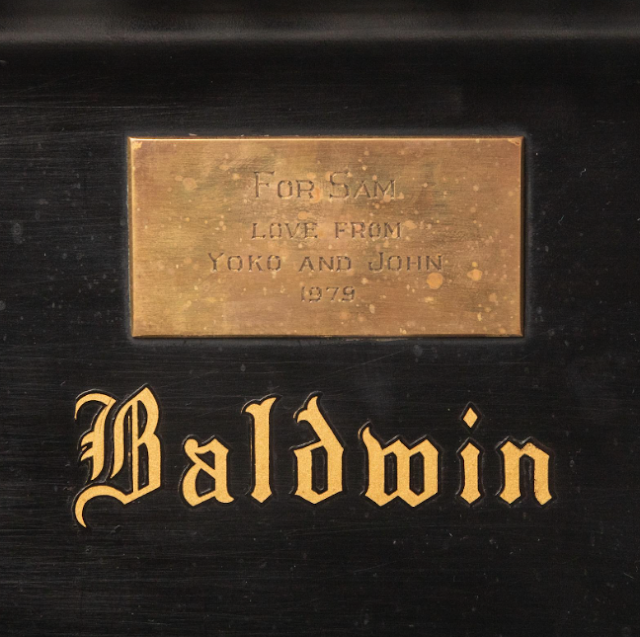 For Sam
love from
Yoko and John
1979
Baldwin